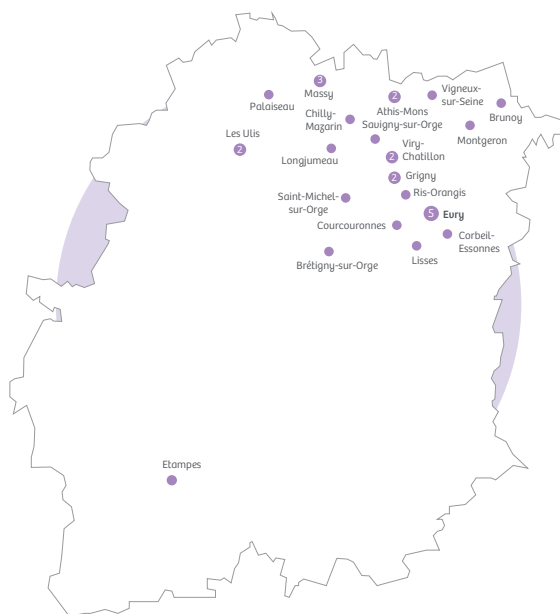 3
Massy
Palaiseau
2
Athis-Mons
Vigneux-
sur-Seine
Brunoy
Chilly-
Mazarin
Savigny-sur-Orge
Montgeron
Les Ulis
2
Longjumeau
Viry-
Chatillon
2
Grigny
2
Ris-Orangis
Saint-Michel-
sur-Orge
5
Evry
Courcouronnes
Corbeil-
Essonnes
Lisses
Brétigny-sur-Orge
Etampes